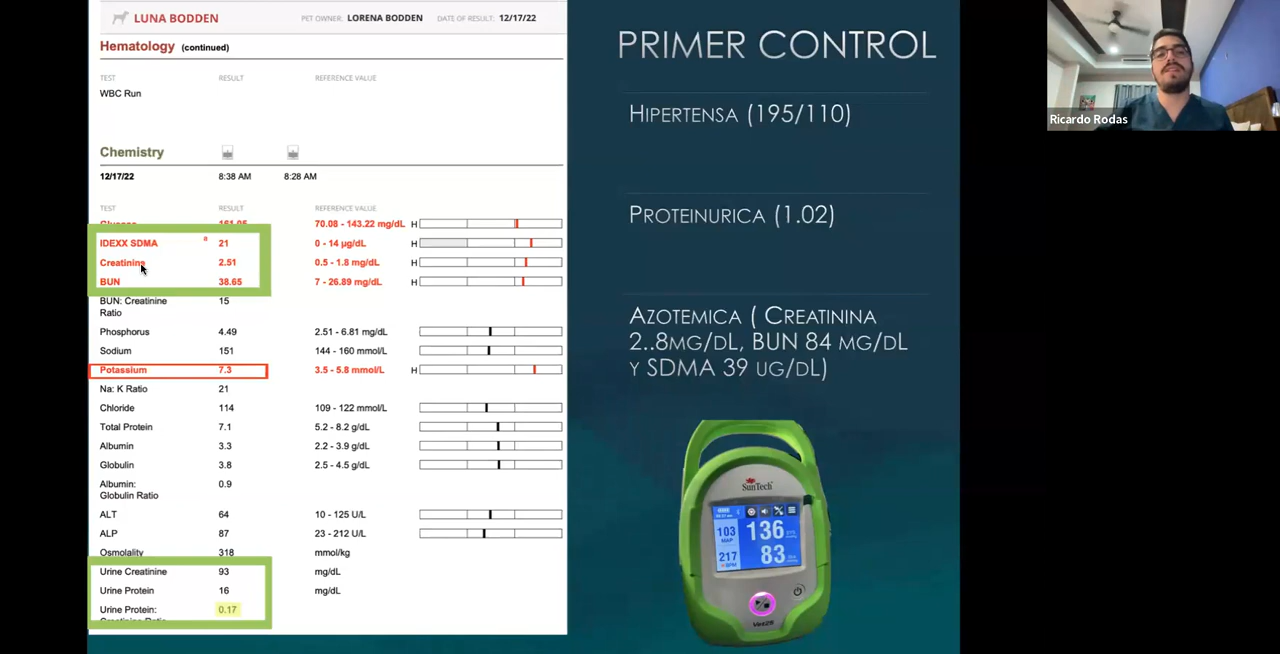 LUNA BODDEN PET OWNER: LORENA BODDEN DATE OF RESULT: 12/17/22
Hematology (continued)
TEST RESULT REFERENCE VALUE
WBC Run
Chemistry
12/17/22 8:38 AM 8:28 AM
TEST RESULT REFERENCE VALUE
Glucose 161.05 70.08 - 143.22 mg/dL H
IDEXX SDMA a 21 0 - 14 µg/dL H
Creatinine 2.51 0.5 - 1.8 mg/dL H
BUN 38.65 7 - 26.89 mg/dL H
BUN: Creatinine 15
Ratio
Phosphorus 4.49 2.51 - 6.81 mg/dL
Sodium 151 144 - 160 mmol/L
Potassium 7.3 3.5 - 5.8 mmol/L H
Na: K Ratio 21
Chloride 114 109 - 122 mmol/L
Total Protein 7.1 5.2 - 8.2 g/dL
Albumin 3.3 2.2 - 3.9 g/dL
Globulin 3.8 2.5 - 4.5 g/dL
Albumin: 0.9
Globulin Ratio
ALT 64 10 - 125 U/L
ALP 87 23 - 212 U/L
Osmolality 318 mmol/kg
Urine Creatinine 93 mg/dL
Urine Protein 16 mg/dL
Urine Protein: 0.17
Creatinine Ratio
PRIMER CONTROL
HIPERTENSA (195/110)
PROTEINURICA (1.02)
AZOTEMICA ( CREATININA
2..8MG/DL, BUN 84 MG/DL
Y SDMA 39 UG/DL)
SunTech
136
103
MAP
83
217
BPM
Vet25
Ricardo Rodas